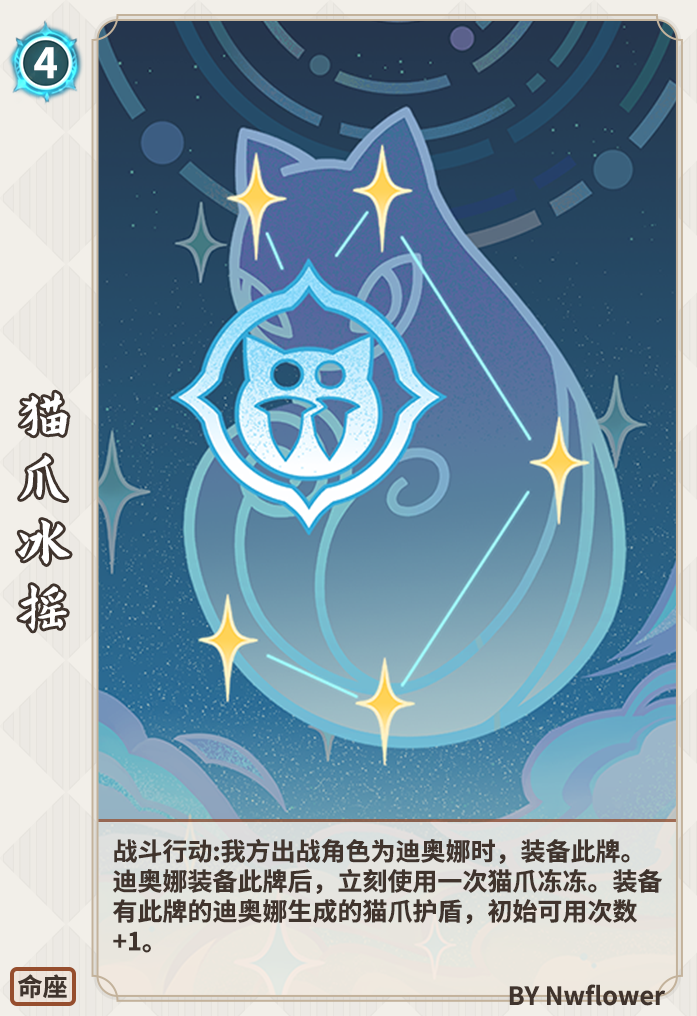 4
猫爪冰摇
战斗行动:我方出战角色为迪奥娜时，装备此牌。
迪奥娜装备此牌后，立刻使用一次猫爪冻冻。装备
有此牌的迪奥娜生成的猫爪护盾，初始可用次数
+1。
命座
BY Nwflower